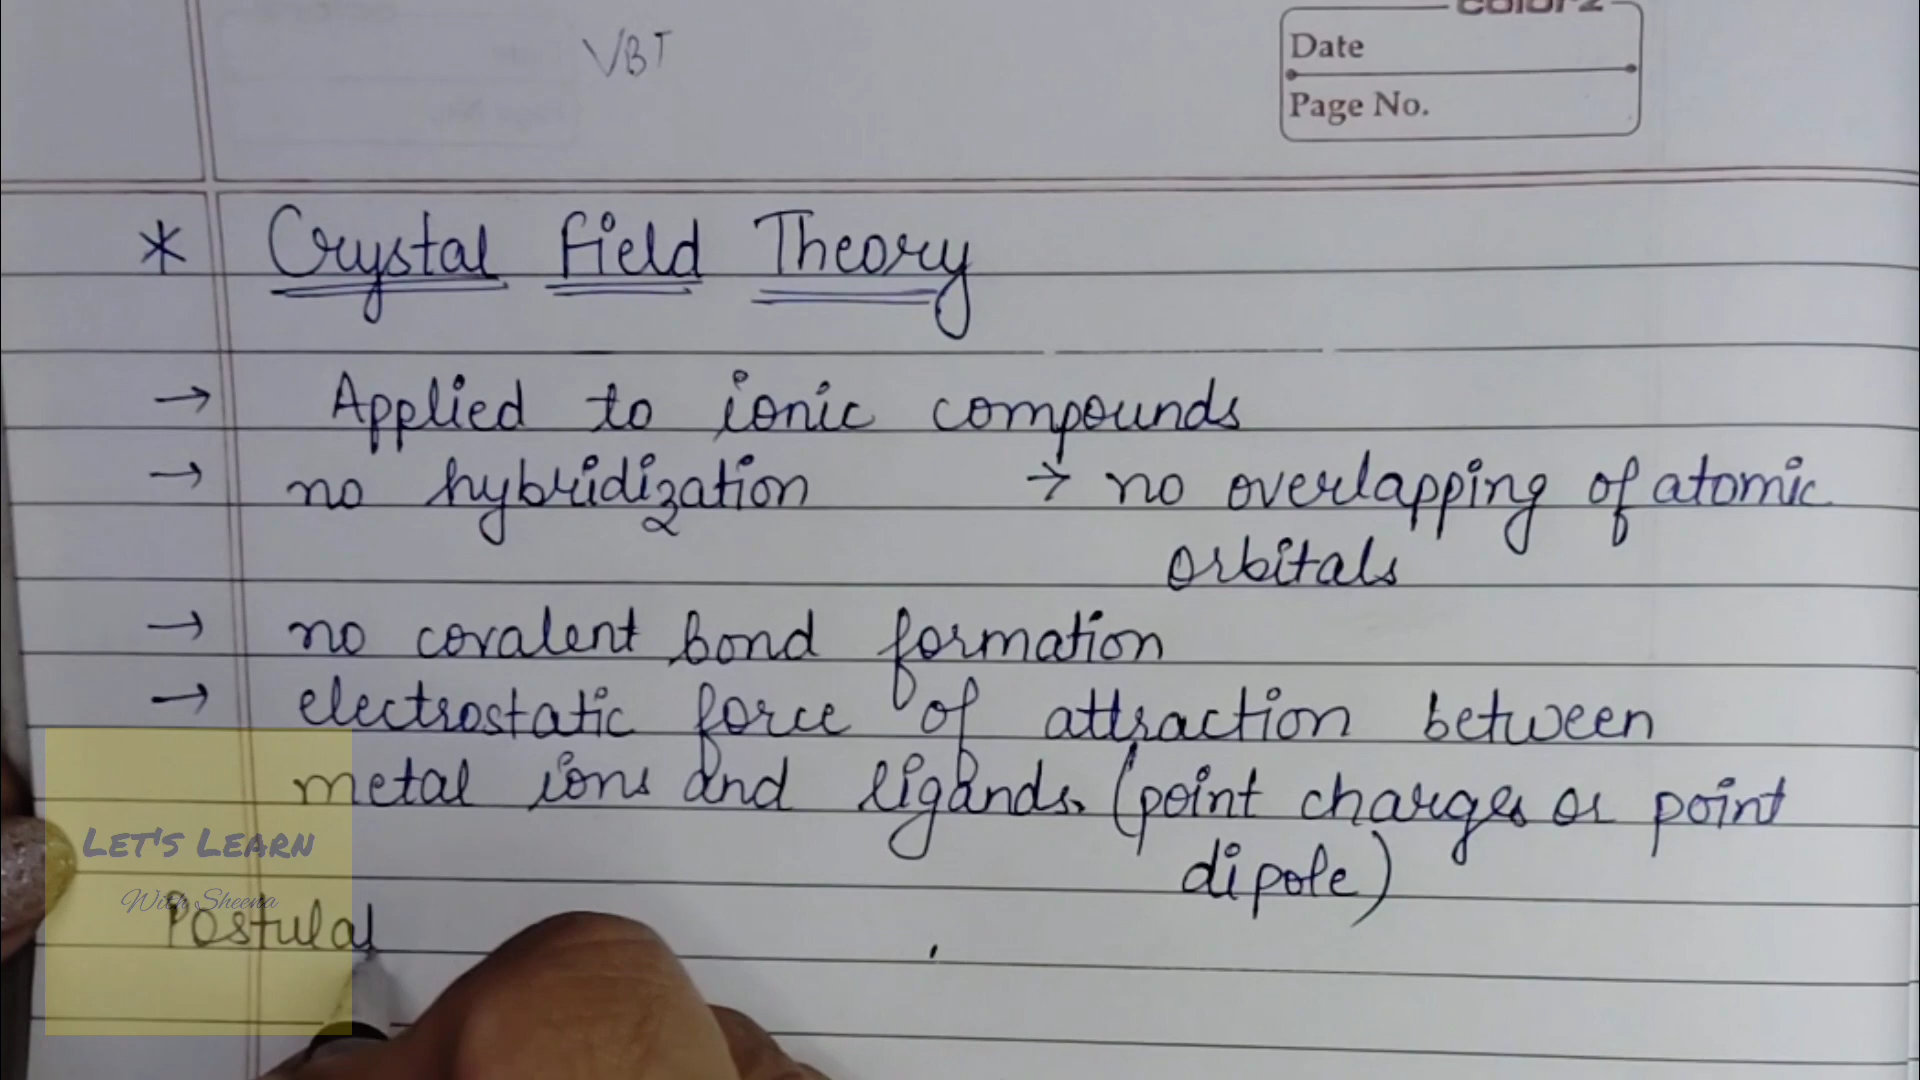 VBT
Date
Page No.
* Crystal Field Theory
→ Applied to ionic compounds
→ no hybridization → no overlapping of atomic
orbitals
→ no covalent bond formation
→ electrostatic force of attraction between
metal ions and ligands. (point charges or point
dipole)
LET'S LEARN
With Sheena
Postulat